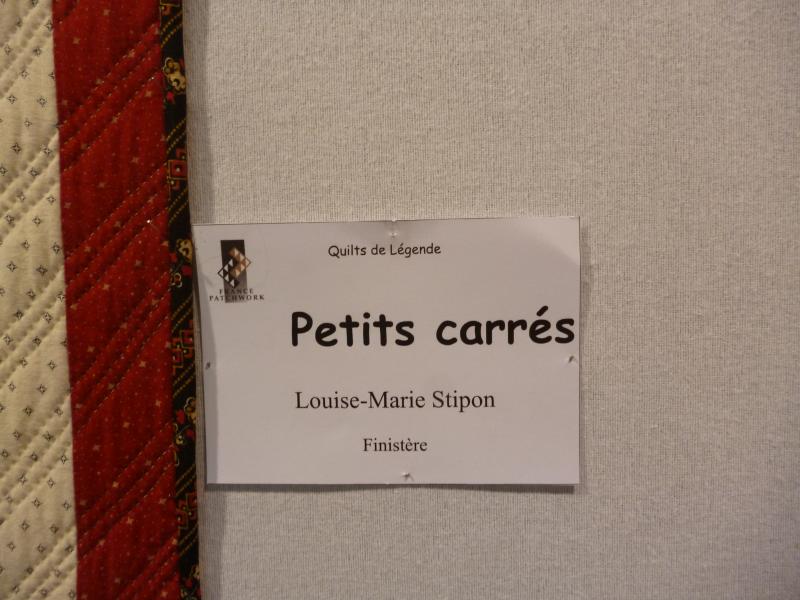 Quilts de Légende
FRANCE
PATCHWORK
Petits carrés
Louise-Marie Stipon
Finistère